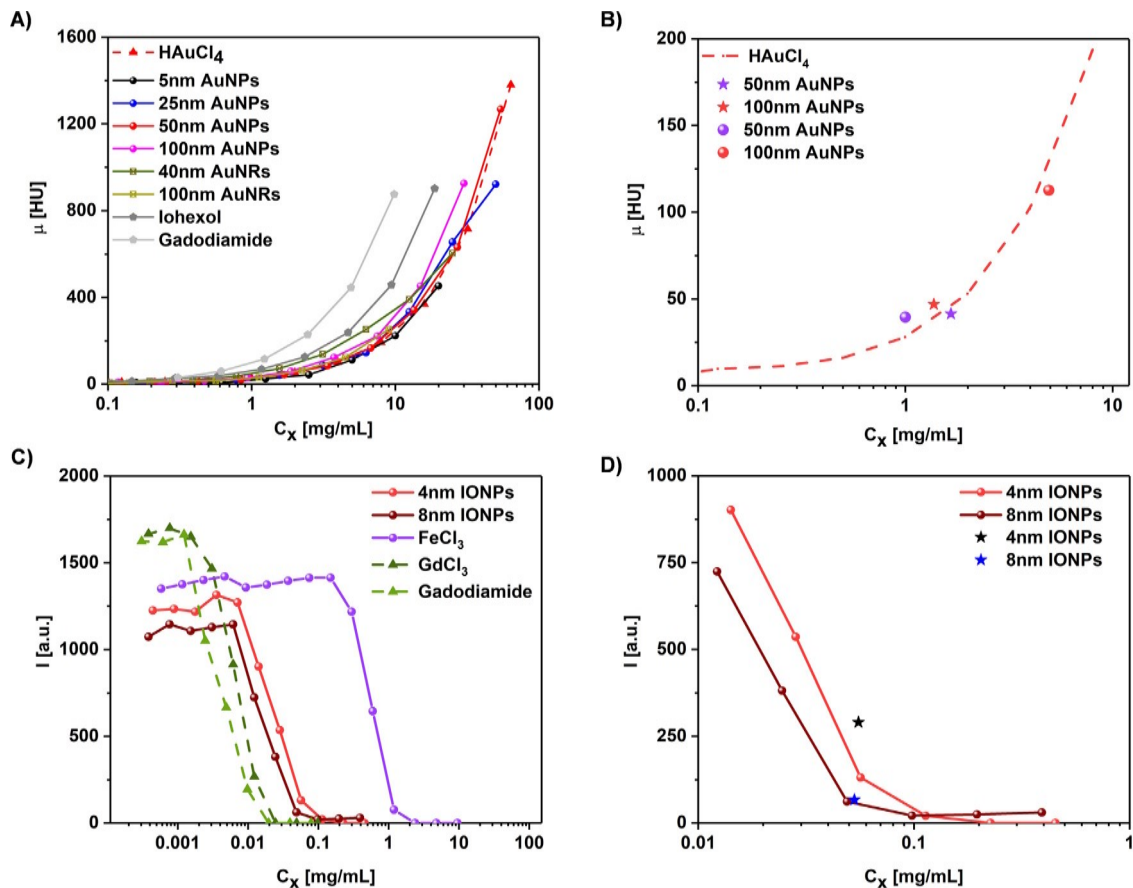 A)
1600
1200
800
400
0
μ [HU]
HAuCl4
5nm AuNPs
25nm AuNPs
50nm AuNPs
100nm AuNPs
40nm AuNRs
100nm AuNRs
Iohexol
Gadodiamide
0.1 1 10 100
Cx [mg/mL]
B)
200
150
100
50
0
μ [HU]
HAuCl4
50nm AuNPs
100nm AuNPs
50nm AuNPs
100nm AuNPs
0.1 1 10
Cx [mg/mL]
C)
2000
1500
1000
500
0
I [a.u.]
4nm IONPs
8nm IONPs
FeCl3
GdCl3
Gadodiamide
0.001 0.01 0.1 1 10 100
Cx [mg/mL]
D)
1000
750
500
250
0
I [a.u.]
4nm IONPs
8nm IONPs
4nm IONPs
8nm IONPs
0.01 0.1 1
Cx [mg/mL]